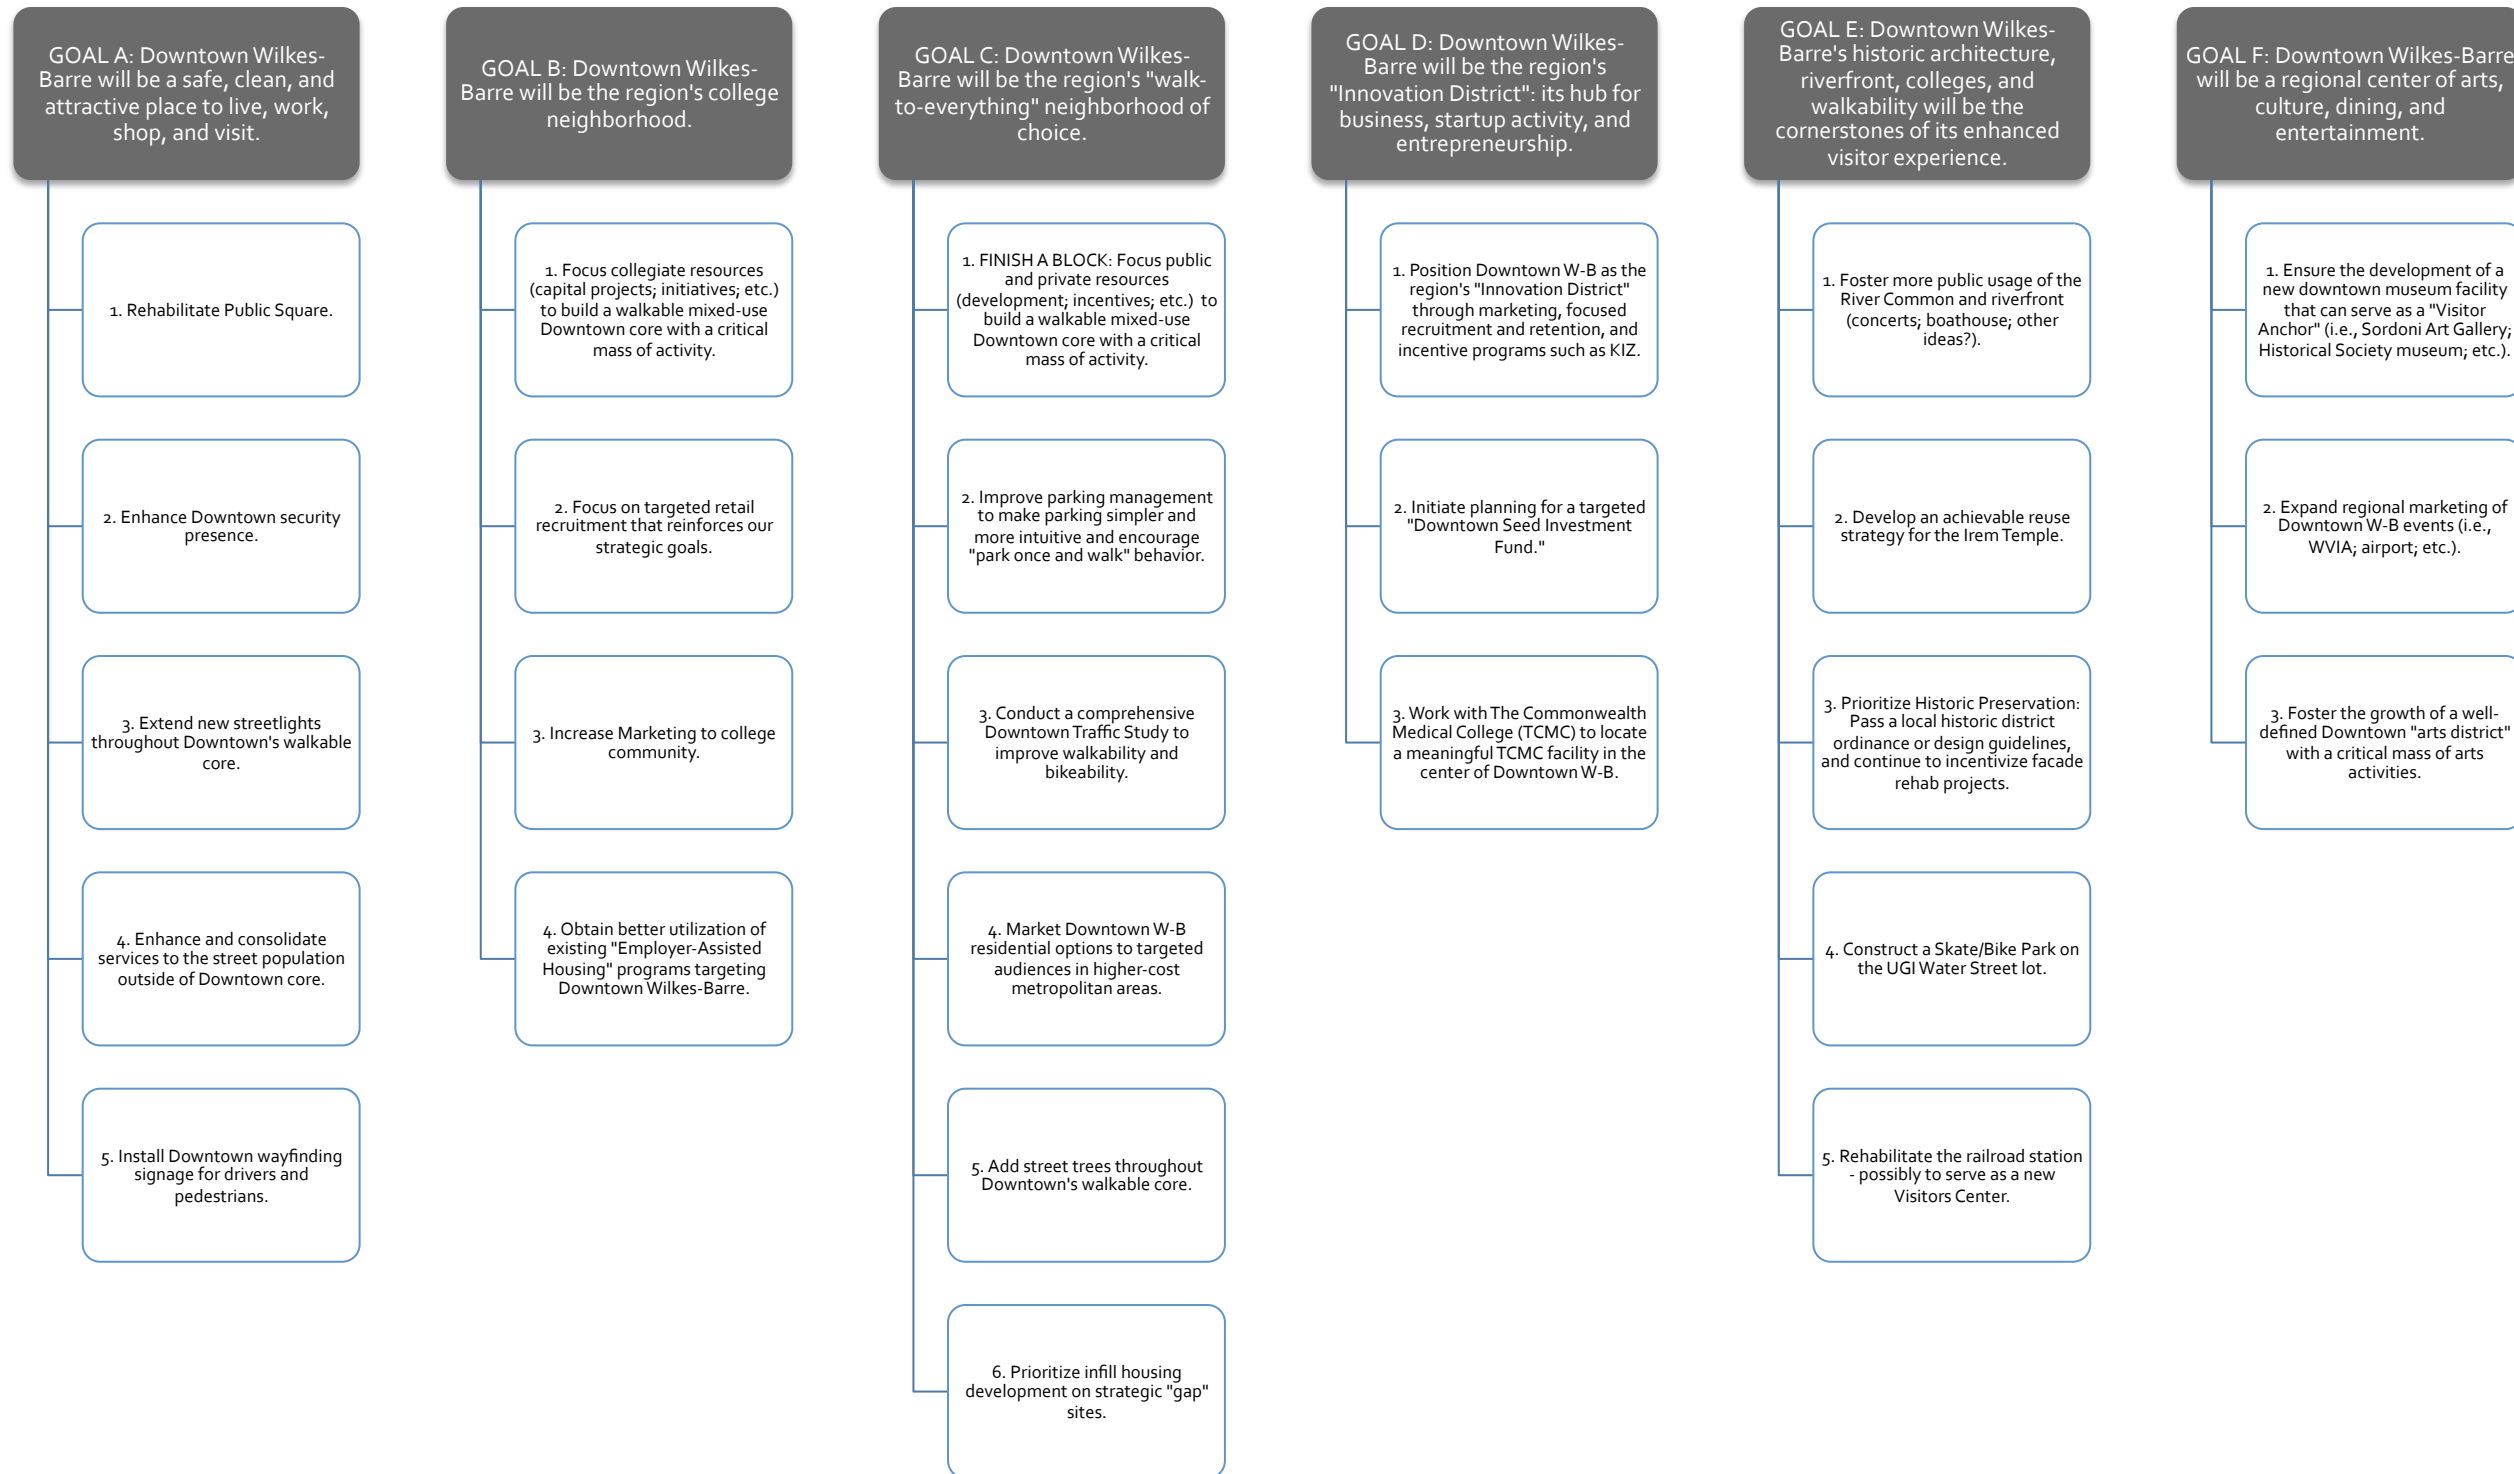 GOAL A: Downtown Wilkes-
Barre will be a safe, clean, and
attractive place to live, work,
shop, and visit.
1. Rehabilitate Public Square.
2. Enhance Downtown security
presence.
3. Extend new streetlights
throughout Downtown's walkable
core.
4. Enhance and consolidate
services to the street population
outside of Downtown core.
5. Install Downtown wayfinding
signage for drivers and
pedestrians.
GOAL B: Downtown Wilkes-
Barre will be the region's college
neighborhood.
1. Focus collegiate resources
(capital projects; initiatives; etc.)
to build a walkable mixed-use
Downtown core with a critical
mass of activity.
2. Focus on targeted retail
recruitment that reinforces our
strategic goals.
3. Increase Marketing to college
community.
4. Obtain better utilization of
existing "Employer-Assisted
Housing" programs targeting
Downtown Wilkes-Barre.
GOAL C: Downtown Wilkes-
Barre will be the region's "walk-
to-everything" neighborhood of
choice.
1. FINISH A BLOCK: Focus public
and private resources
(development; incentives; etc.) to
build a walkable mixed-use
Downtown core with a critical
mass of activity.
2. Improve parking management
to make parking simpler and
more intuitive and encourage
"park once and walk" behavior.
3. Conduct a comprehensive
Downtown Traffic Study to
improve walkability and
bikeability.
4. Market Downtown W-B
residential options to targeted
audiences in higher-cost
metropolitan areas.
5. Add street trees throughout
Downtown's walkable core.
6. Prioritize infill housing
development on strategic "gap"
sites.
GOAL D: Downtown Wilkes-
Barre will be the region's
"Innovation District": its hub for
business, startup activity, and
entrepreneurship.
1. Position Downtown W-B as the
region's "Innovation District"
through marketing, focused
recruitment and retention, and
incentive programs such as KIZ.
2. Initiate planning for a targeted
"Downtown Seed Investment
Fund."
3. Work with The Commonwealth
Medical College (TCMC) to locate
a meaningful TCMC facility in the
center of Downtown W-B.
GOAL E: Downtown Wilkes-
Barre's historic architecture,
riverfront, colleges, and
walkability will be the
cornerstones of its enhanced
visitor experience.
1. Foster more public usage of the
River Common and riverfront
(concerts; boathouse; other
ideas?).
2. Develop an achievable reuse
strategy for the Irem Temple.
3. Prioritize Historic Preservation:
Pass a local historic district
ordinance or design guidelines,
and continue to incentivize facade
rehab projects.
4. Construct a Skate/Bike Park on
the UGI Water Street lot.
5. Rehabilitate the railroad station
- possibly to serve as a new
Visitors Center.
GOAL F: Downtown Wilkes-Barre
will be a regional center of arts,
culture, dining, and
entertainment.
1. Ensure the development of a
new downtown museum facility
that can serve as a "Visitor
Anchor" (i.e., Sordoni Art Gallery;
Historical Society museum; etc.).
2. Expand regional marketing of
Downtown W-B events (i.e.,
WVIA; airport; etc.).
3. Foster the growth of a well-
defined Downtown "arts district"
with a critical mass of arts
activities.